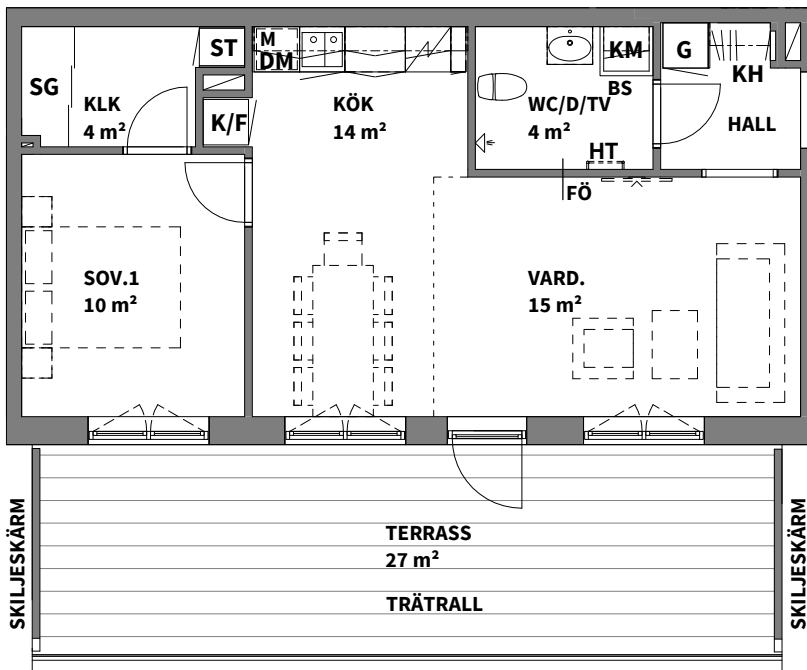 ST
M
DM
KM
G
SG
KLK
4 m²
K/F
KÖK
14 m²
BS
WC/D/TV
4 m²
KH
HALL
HT
FÖ
SOV.1
10 m²
VARD.
15 m²
SKILJESKÄRM
TERRASS
27 m²
TRÄTRALL
SKILJESKÄRM